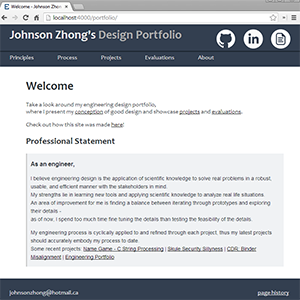 Welcome - Johnson Zhong
localhost:4000/portfolio/
Johnson Zhong's Design Portfolio
in
Principles Process Projects About
Welcome
Take a look around my engineering design portfolio,
where I present my conception of good design and showcase projects and evaluations.
Check out how this site was made here!
Professional Statement
As an engineer,
I believe engineering design is the application of scientific knowledge to solve real problems in a robust,
usable, and efficient manner with the stakeholders in mind.
My strengths lie in learning new tools and applying scientific knowledge to analyze real life situations
An area of improvement for me is finding a balance between iterating through prototypes and exploring
their details -
as of now, I spend too much time fine tuning the details than testing the feasibility of the details.
My engineering process is cyclically applied to and refined through each project, thus my latest projects
should accurately embody my process to date.
Some recent projects: Name Game - C String Processing | Skule Security Sillyness | CDR: Binder
Misalignment | Engineering Portfolio
johnsonzhong@hotmail.ca page history